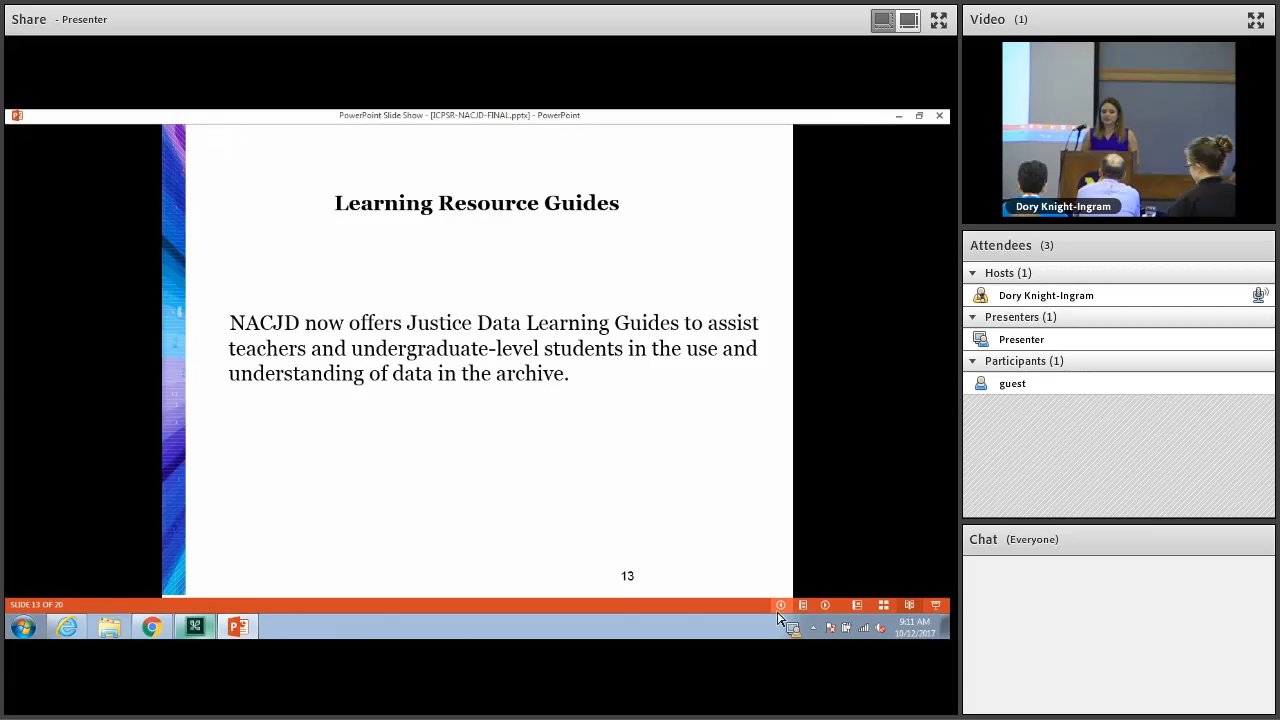 Share - Presenter
PowerPoint Slide Show - [ICPSR-NACJD-FINAL.pptx] - PowerPoint
Learning Resource Guides
NACJD now offers Justice Data Learning Guides to assist
teachers and undergraduate-level students in the use and
understanding of data in the archive.
13
SLIDE 13 OF 20
9:11 AM
10/12/2017
Video (1)
Dory Knight-Ingram
Attendees (3)
Hosts (1)
Dory Knight-Ingram
Presenters (1)
Presenter
Participants (1)
guest
Chat (Everyone)